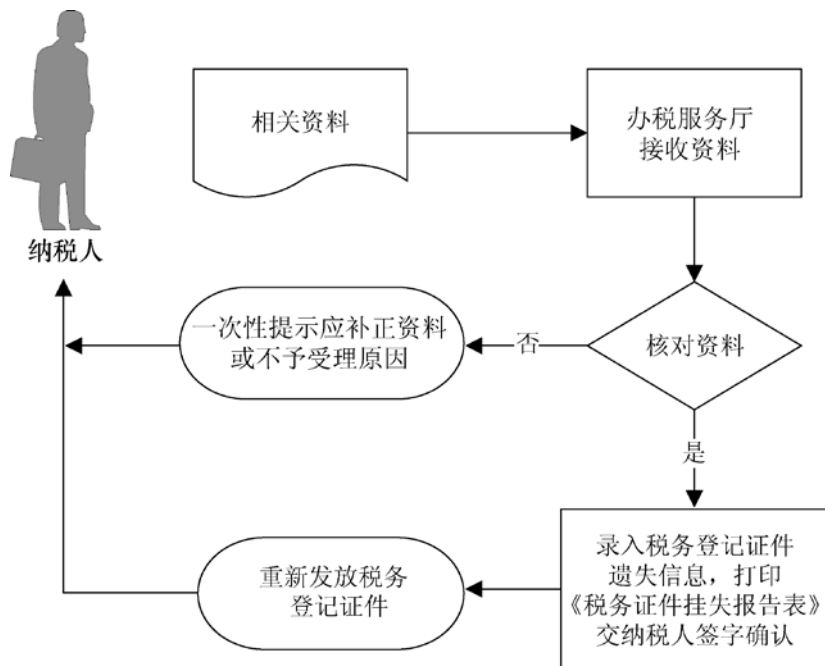 相关资料
办税服务厅
接收资料
纳税人
一次性提示应补正资料
或不予受理原因
否
核对资料
是
重新发放税务
登记证件
录入税务登记证件
遗失信息，打印
《税务证件挂失报告表》
交纳税人签字确认